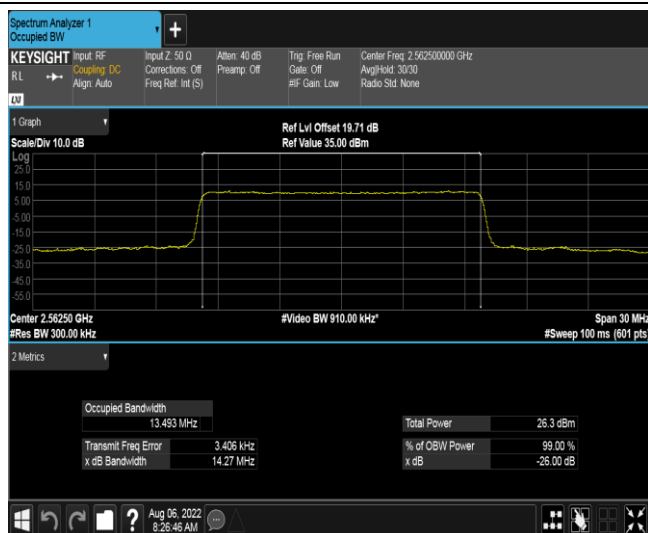 Spectrum Analyzer 1
Occupied BW
+
KEYSIGHT
RL
LXI
Input: RF
Coupling: DC
Align: Auto
Input Z: 50 Ω
Corrections: Off
Freq Ref: Int (S)
Atten: 40 dB
Preamp: Off
Trig: Free Run
Gate: Off
#IF Gain: Low
Center Freq: 2.562500000 GHz
Avg|Hold: 30/30
Radio Std: None
1 Graph
Scale/Div 10.0 dB
Ref Lvl Offset 19.71 dB
Ref Value 35.00 dBm
Log
25.0
15.0
5.00
-5.00
-15.0
-25.0
-35.0
-45.0
-55.0
Center 2.56250 GHz
#Res BW 300.00 kHz
#Video BW 910.00 kHz*
Span 30 MHz
#Sweep 100 ms (601 pts)
2 Metrics
Occupied Bandwidth
13.493 MHz
Transmit Freq Error 3.406 kHz
x dB Bandwidth 14.27 MHz
Total Power 26.3 dBm
% of OBW Power 99.00 %
x dB -26.00 dB
?
Aug 06, 2022
8:26:46 AM